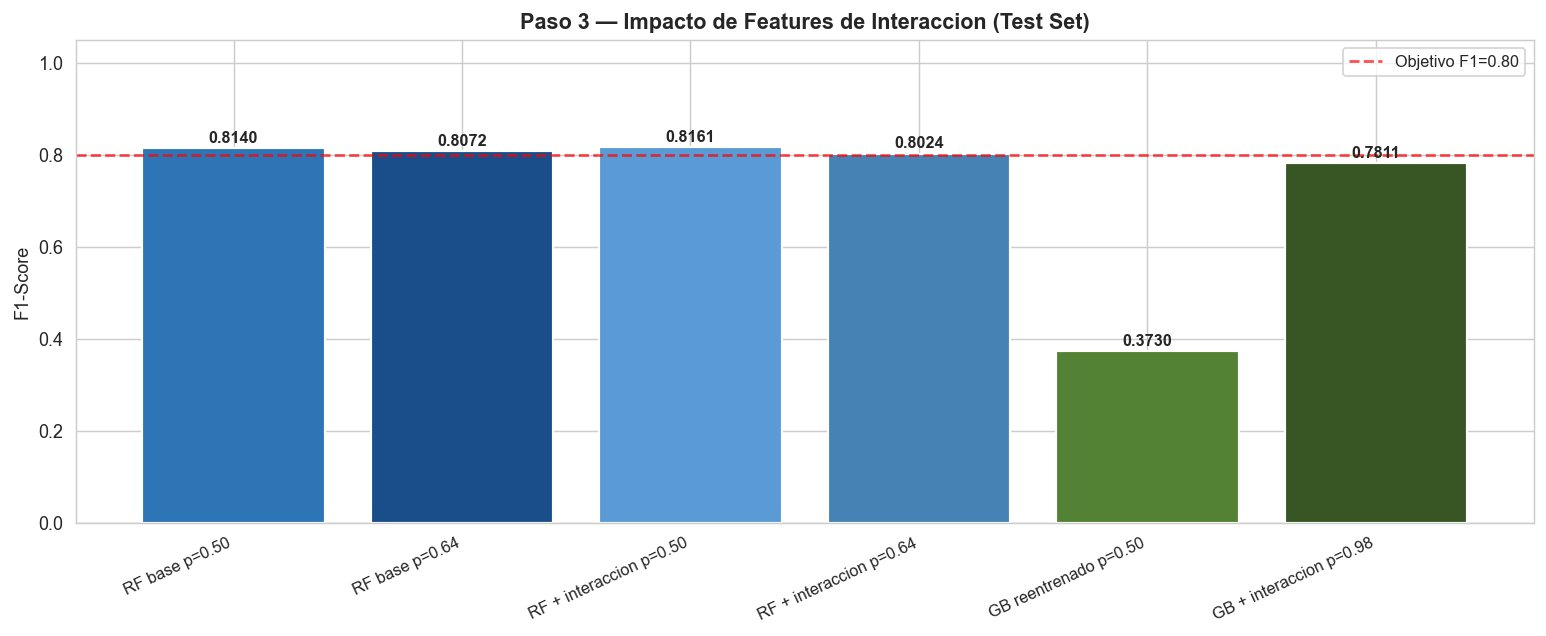 Paso 3 — Impacto de Features de Interaccion (Test Set)
Objetivo F1=0.80
F1-Score
1.0
0.8
0.6
0.4
0.2
0.0
0.8140
0.8072
0.8161
0.8024
0.3730
0.7811
RF base p=0.50
RF base p=0.64
RF + interaccion p=0.50
RF + interaccion p=0.64
GB reentrenado p=0.50
GB + interaccion p=0.98